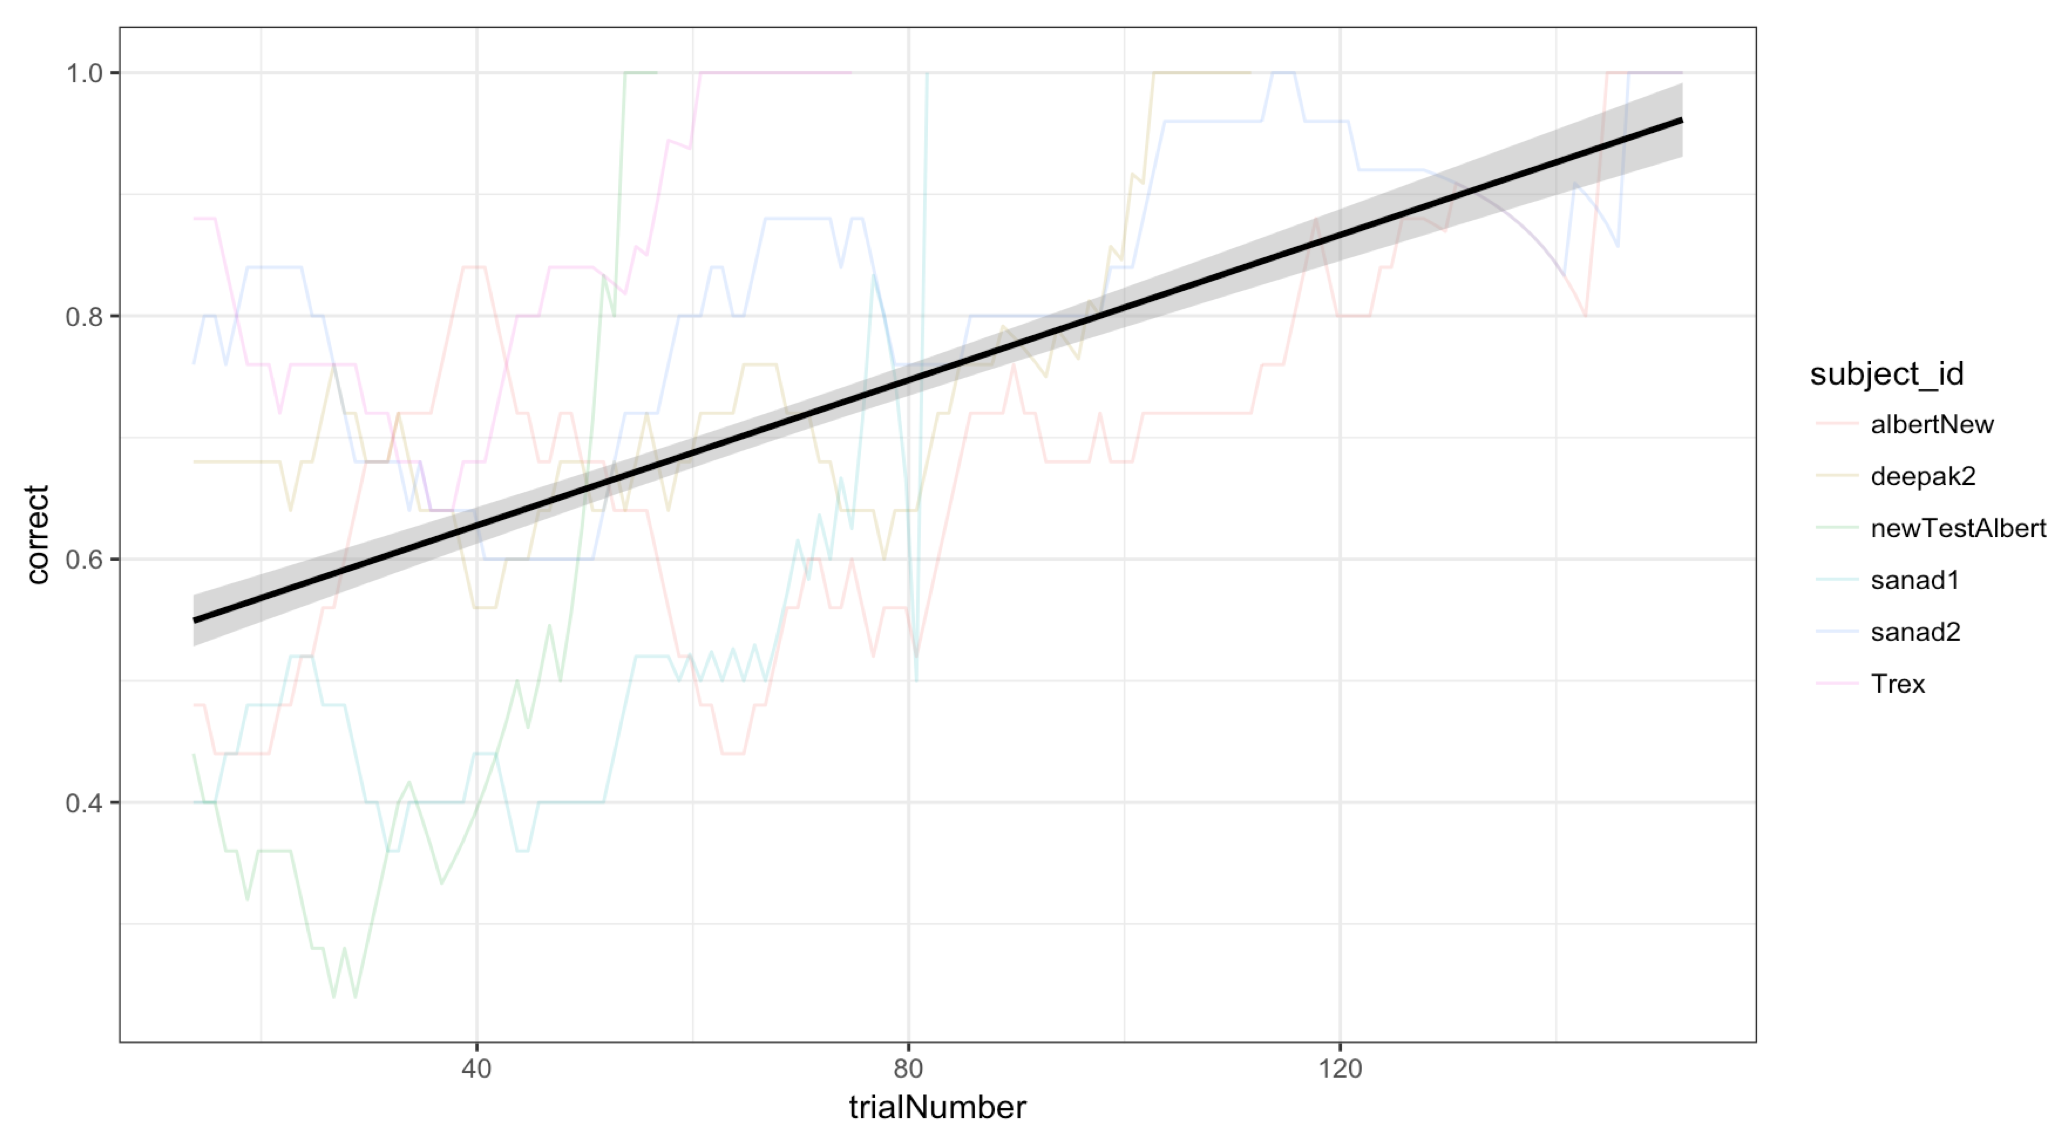 1.0
0.8
0.6
0.4
correct
40
80
120
trialNumber
subject_id
albertNew
deepak2
newTestAlbert
sanad1
sanad2
Trex